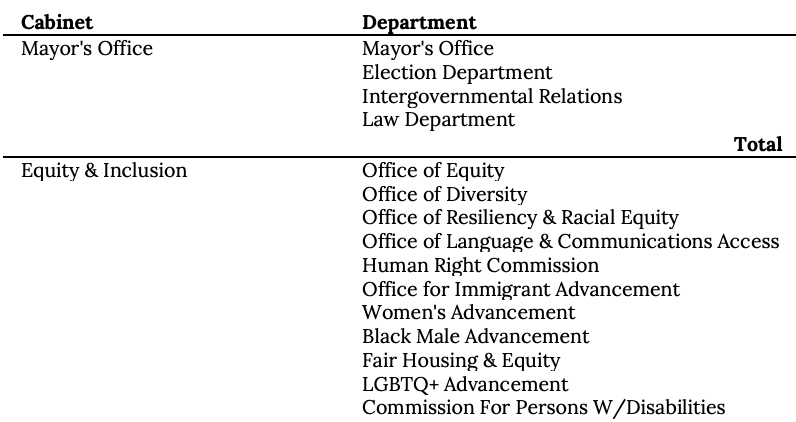 Cabinet Department
Mayor's Office Mayor's Office
Election Department
Intergovernmental Relations
Law Department
Total
Equity & Inclusion Office of Equity
Office of Diversity
Office of Resiliency & Racial Equity
Office of Language & Communications Access
Human Right Commission
Office for Immigrant Advancement
Women's Advancement
Black Male Advancement
Fair Housing & Equity
LGBTQ+ Advancement
Commission For Persons W/Disabilities